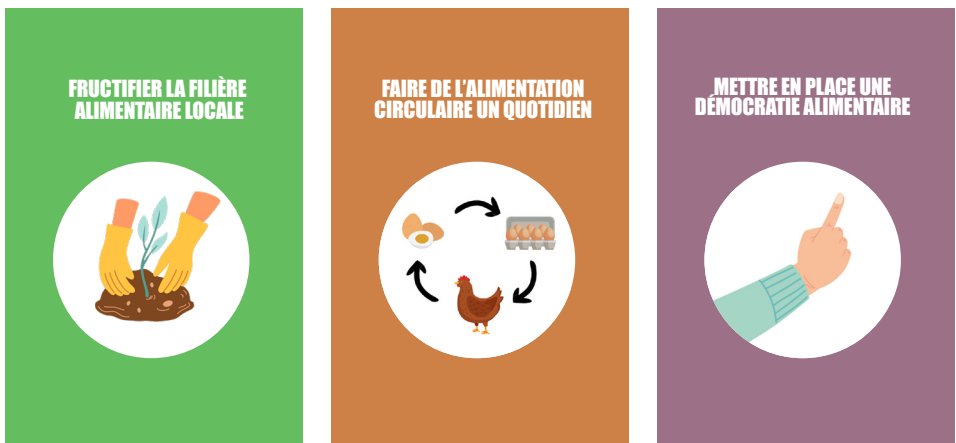 FRUCTIFIER LA FILIÈRE
ALIMENTAIRE LOCALE
FAIRE DE L'ALIMENTATION
CIRCULAIRE UN QUOTIDIEN
METTRE EN PLACE UNE
DÉMOCRATIE ALIMENTAIRE